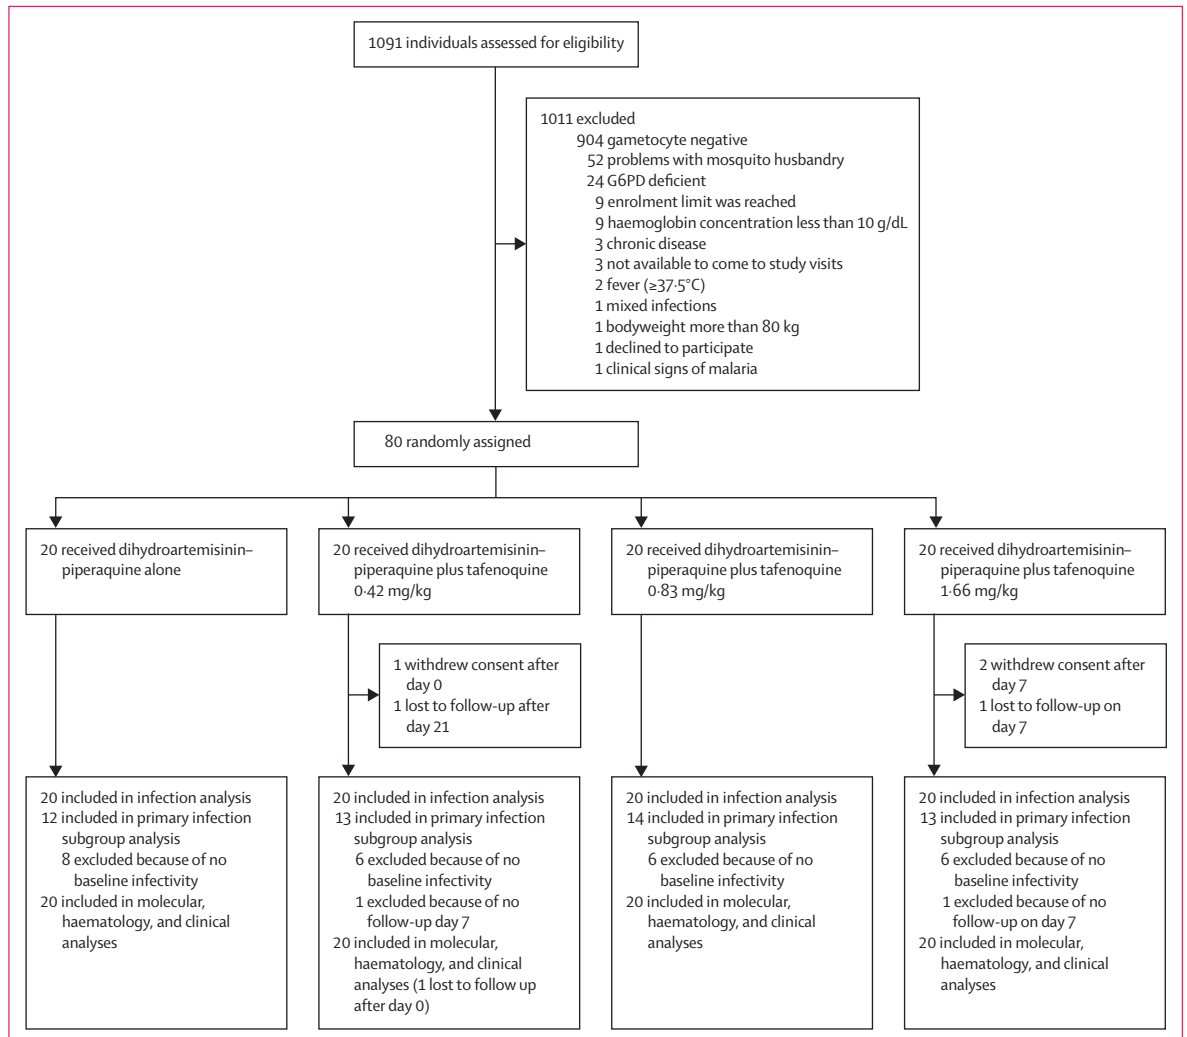 1091 individuals assessed for eligibility
1011 excluded
904 gametocyte negative
52 problems with mosquito husbandry
24 G6PD deficient
9 enrolment limit was reached
9 haemoglobin concentration less than 10 g/dL
3 chronic disease
3 not available to come to study visits
2 fever (≥37·5°C)
1 mixed infections
1 bodyweight more than 80 kg
1 declined to participate
1 clinical signs of malaria
80 randomly assigned
20 received dihydroartemisinin–
piperaquine alone
20 received dihydroartemisinin–
piperaquine plus tafenoquine
0·42 mg/kg
20 received dihydroartemisinin–
piperaquine plus tafenoquine
0·83 mg/kg
20 received dihydroartemisinin–
piperaquine plus tafenoquine
1·66 mg/kg
1 withdrew consent after
day 0
1 lost to follow-up after
day 21
2 withdrew consent after
day 7
1 lost to follow-up on
day 7
20 included in infection analysis
12 included in primary infection
subgroup analysis
8 excluded because of no
baseline infectivity
20 included in molecular,
haematology, and clinical
analyses
20 included in infection analysis
13 included in primary infection
subgroup analysis
6 excluded because of no
baseline infectivity
1 excluded because of no
follow-up day 7
20 included in molecular,
haematology, and clinical
analyses (1 lost to follow up
after day 0)
20 included in infection analysis
14 included in primary infection
subgroup analysis
6 excluded because of no
baseline infectivity
20 included in molecular,
haematology, and clinical
analyses
20 included in infection analysis
13 included in primary infection
subgroup analysis
6 excluded because of no
baseline infectivity
1 excluded because of no
follow-up on day 7
20 included in molecular,
haematology, and clinical
analyses